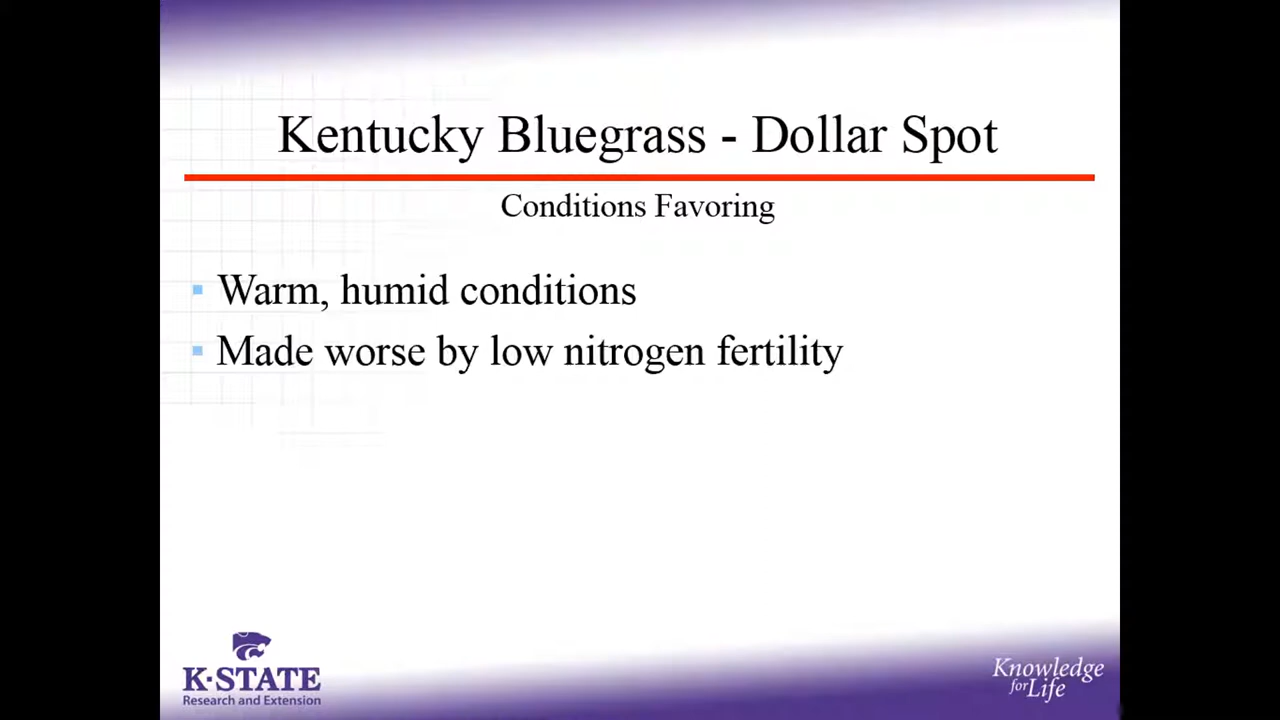 Kentucky Bluegrass - Dollar Spot
Conditions Favoring
Warm, humid conditions
Made worse by low nitrogen fertility
K-STATE
Research and Extension
Knowledge
for Life